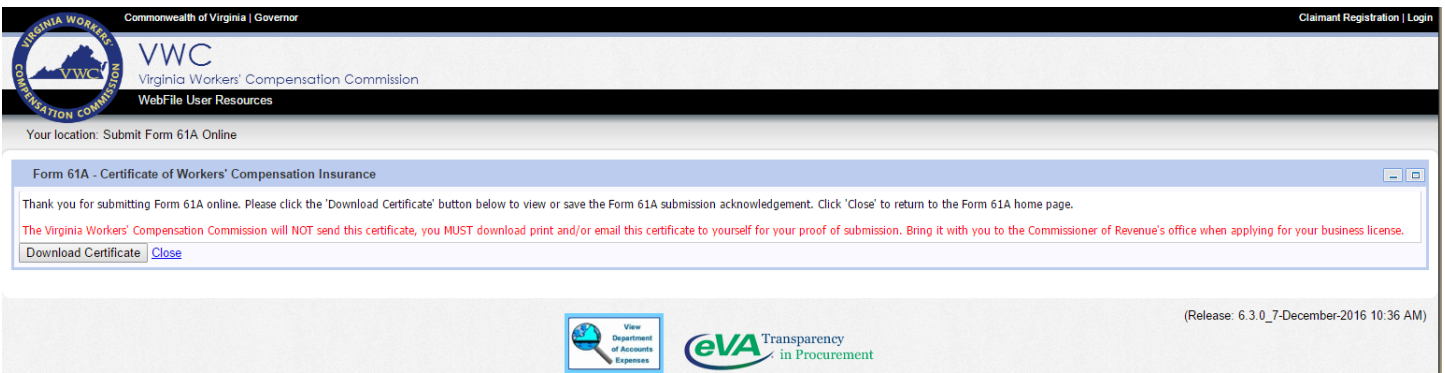 Commonwealth of Virginia | Governor
Claimant Registration | Login
VIRGINIA WORKERS' COMPENSATION COMMISSION
VWC
VWC
Virginia Workers' Compensation Commission
WebFile User Resources
Your location: Submit Form 61A Online
Form 61A - Certificate of Workers' Compensation Insurance
Thank you for submitting Form 61A online. Please click the 'Download Certificate' button below to view or save the Form 61A submission acknowledgement. Click 'Close' to return to the Form 61A home page.
The Virginia Workers' Compensation Commission will NOT send this certificate, you MUST download print and/or email this certificate to yourself for your proof of submission. Bring it with you to the Commissioner of Revenue's office when applying for your business license.
Download Certificate Close
(Release: 6.3.0_7-December-2016 10:36 AM)
View
Department
of Accounts
Expenses
eVA Transparency
in Procurement